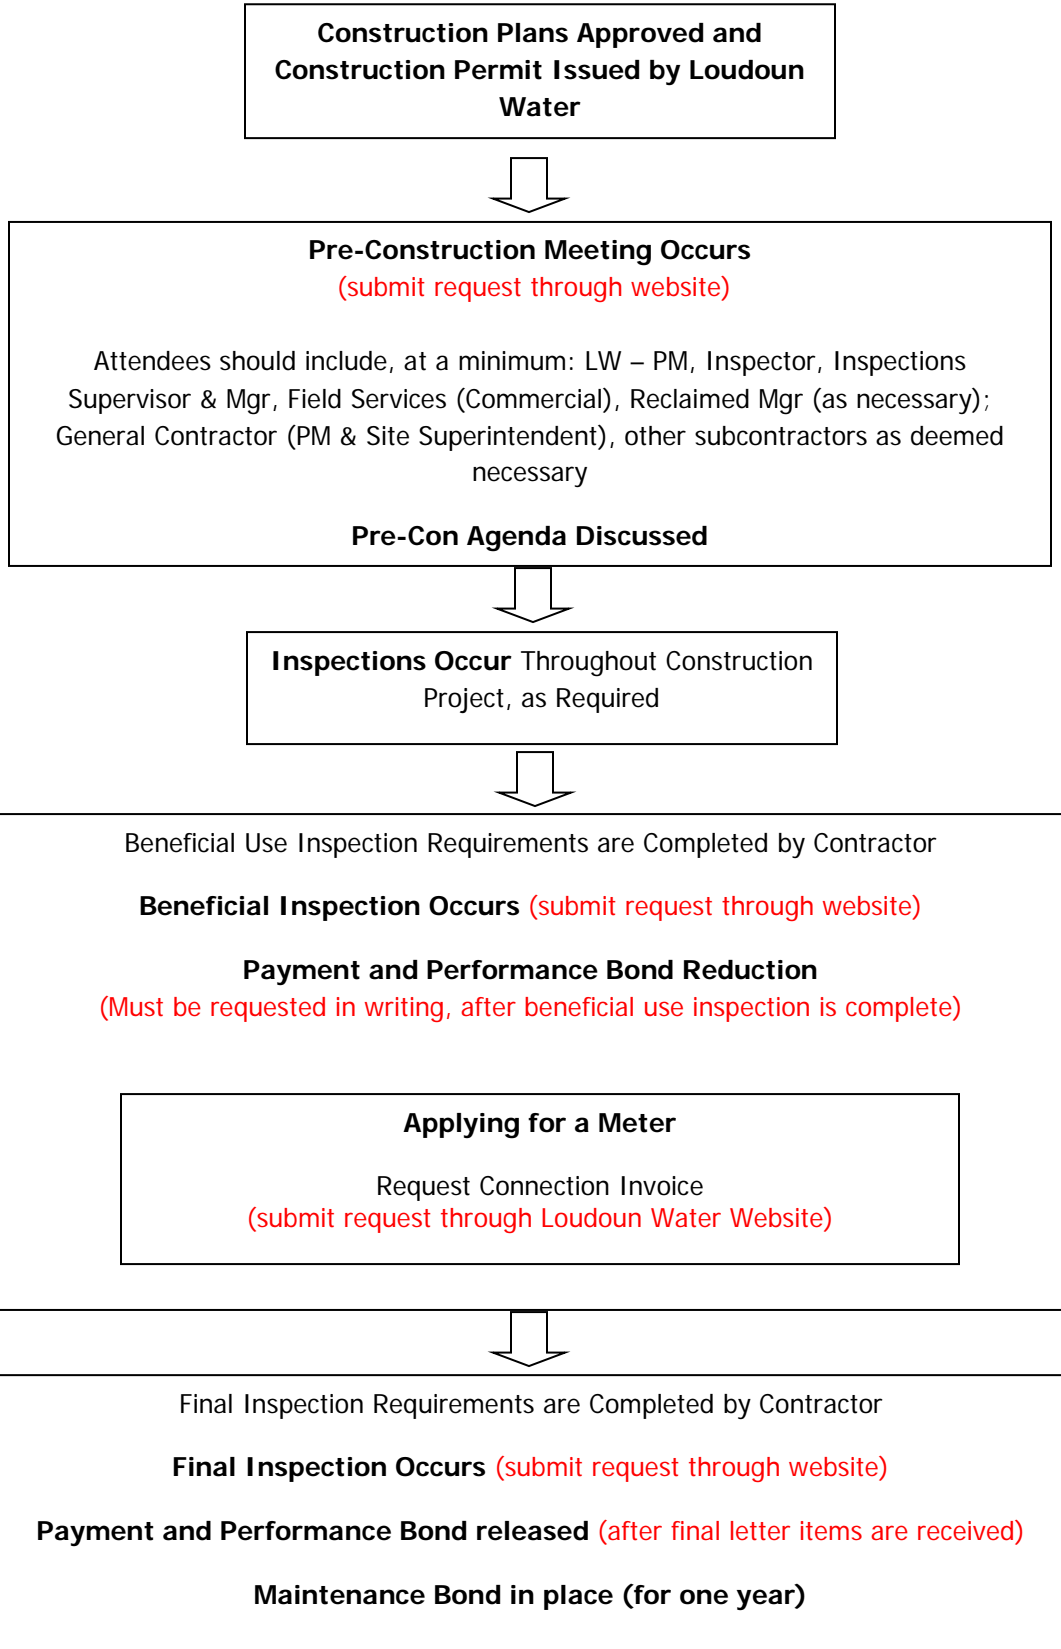 Construction Plans Approved and
Construction Permit Issued by Loudoun
Water
Pre-Construction Meeting Occurs
(submit request through website)
Attendees should include, at a minimum: LW – PM, Inspector, Inspections
Supervisor & Mgr, Field Services (Commercial), Reclaimed Mgr (as necessary);
General Contractor (PM & Site Superintendent), other subcontractors as deemed
necessary
Pre-Con Agenda Discussed
Inspections Occur Throughout Construction
Project, as Required
Beneficial Use Inspection Requirements are Completed by Contractor
Beneficial Inspection Occurs (submit request through website)
Payment and Performance Bond Reduction
(Must be requested in writing, after beneficial use inspection is complete)
Applying for a Meter
Request Connection Invoice
(submit request through Loudoun Water Website)
Final Inspection Requirements are Completed by Contractor
Final Inspection Occurs (submit request through website)
Payment and Performance Bond released (after final letter items are received)
Maintenance Bond in place (for one year)